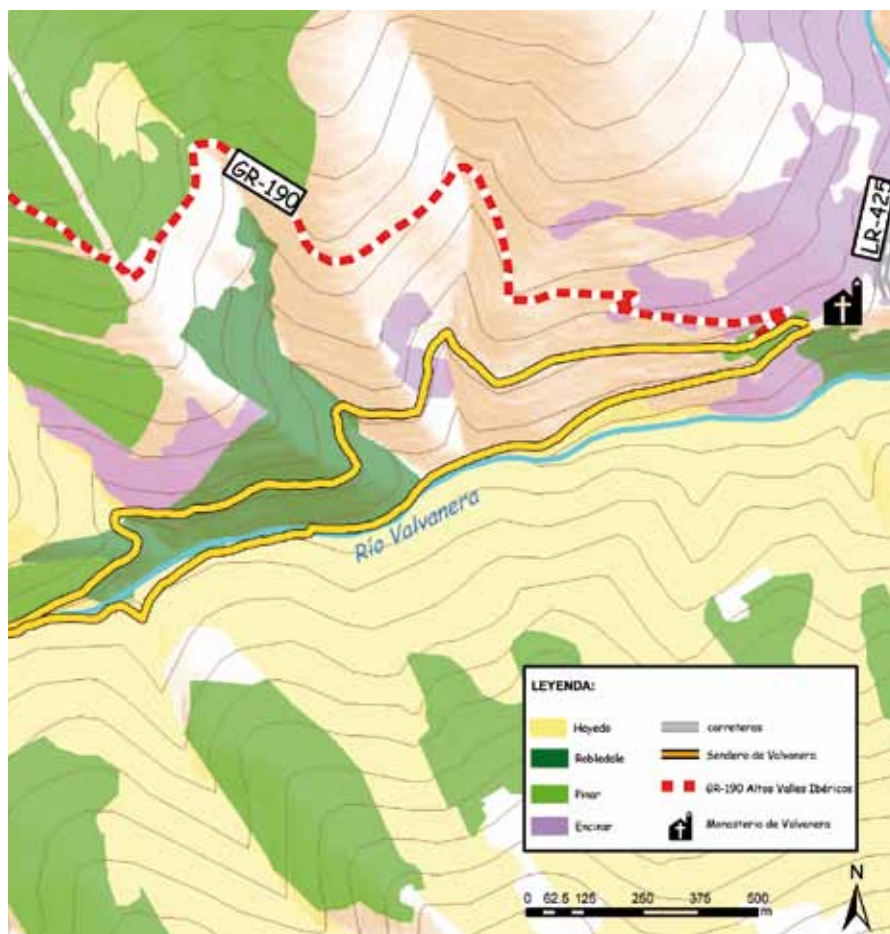 GR-190
LR-425
Río Valvanera
LEYENDA:
Hayedo
Robledale
Pinar
Encinar
carreteras
Sendero de Valvanera
GR-190 Altos Valles Ibéricos
Monasterio de Valvanera
N
0 62.5 125 250 375 500
m